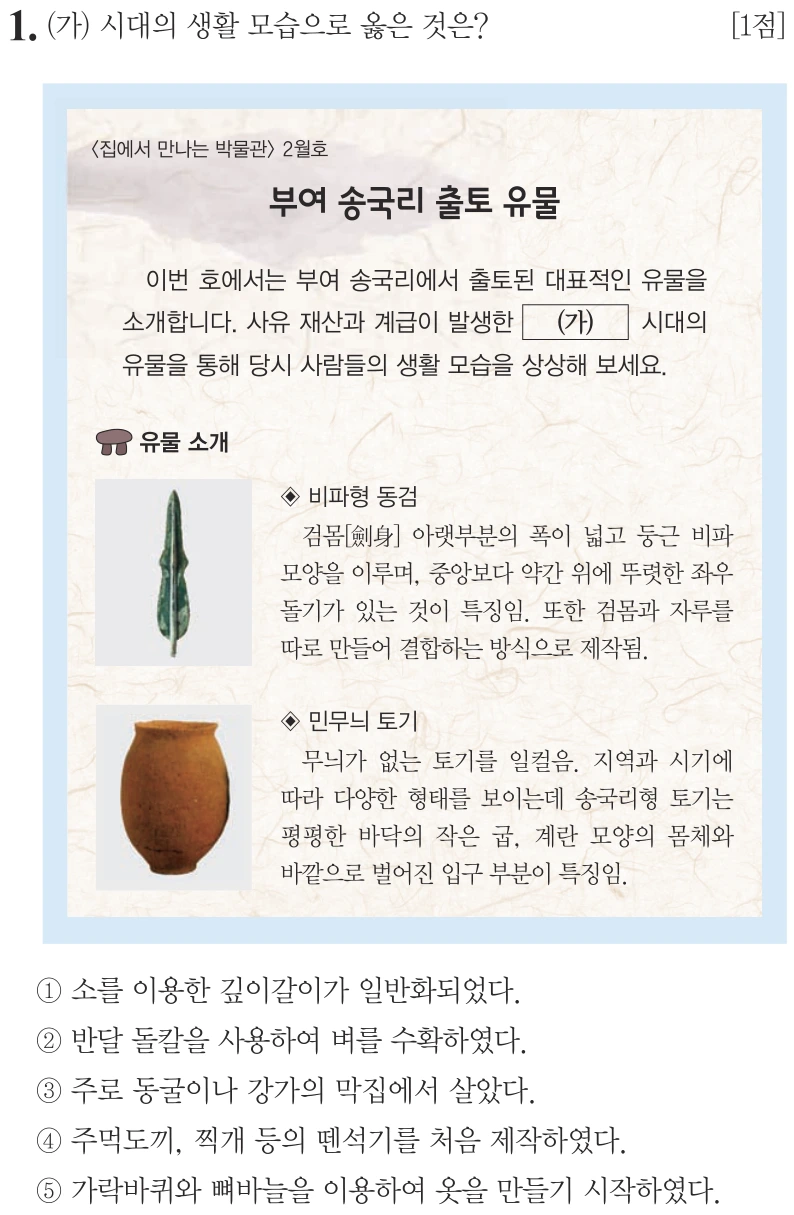 1. (가) 시대의 생활 모습으로 옳은 것은? [1점]
〈집에서 만나는 박물관〉 2월호
부여 송국리 출토 유물
이번 호에서는 부여 송국리에서 출토된 대표적인 유물을
소개합니다. 사유 재산과 계급이 발생한 (가) 시대의
유물을 통해 당시 사람들의 생활 모습을 상상해 보세요.
유물 소개
◈ 비파형 동검
검몸[劍身] 아랫부분의 폭이 넓고 둥근 비파
모양을 이루며, 중앙보다 약간 위에 뚜렷한 좌우
돌기가 있는 것이 특징임. 또한 검몸과 자루를
따로 만들어 결합하는 방식으로 제작됨.
◈ 민무늬 토기
무늬가 없는 토기를 일컬음. 지역과 시기에
따라 다양한 형태를 보이는데 송국리형 토기는
평평한 바닥의 작은 굽, 계란 모양의 몸체와
바깥으로 벌어진 입구 부분이 특징임.
① 소를 이용한 깊이갈이가 일반화되었다.
② 반달 돌칼을 사용하여 벼를 수확하였다.
③ 주로 동굴이나 강가의 막집에서 살았다.
④ 주먹도끼, 찍개 등의 뗀석기를 처음 제작하였다.
⑤ 가락바퀴와 뼈바늘을 이용하여 옷을 만들기 시작하였다.